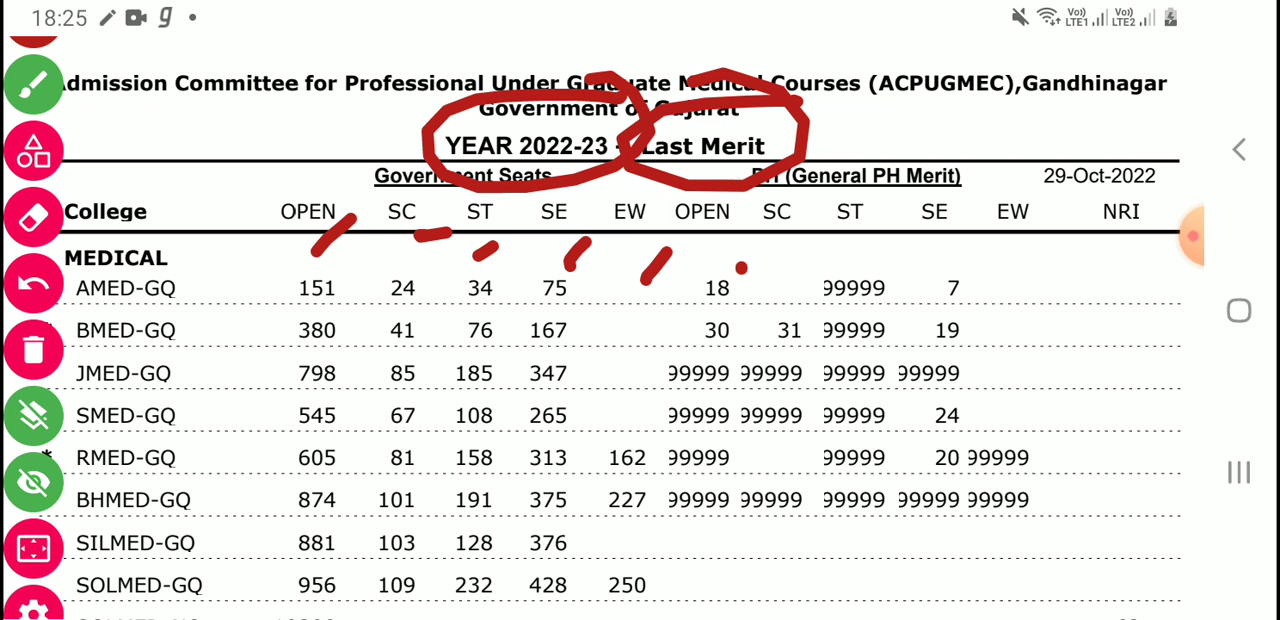 18:25 g Vo)) LTE1 Vo)) LTE2
Admission Committee for Professional Under Graduate Medical Courses (ACPUGMEC),Gandhinagar
Government of Gujarat
YEAR 2022-23 - Last Merit
Government Seats PH (General PH Merit) 29-Oct-2022
College OPEN SC ST SE EW OPEN SC ST SE EW NRI
MEDICAL
AMED-GQ 151 24 34 75 18 99999 7
BMED-GQ 380 41 76 167 30 31 99999 19
JMED-GQ 798 85 185 347 99999 99999 99999 99999
SMED-GQ 545 67 108 265 99999 99999 99999 24
* RMED-GQ 605 81 158 313 162 99999 99999 20 99999
BHMED-GQ 874 101 191 375 227 99999 99999 99999 99999 99999
SILMED-GQ 881 103 128 376
SOLMED-GQ 956 109 232 428 250